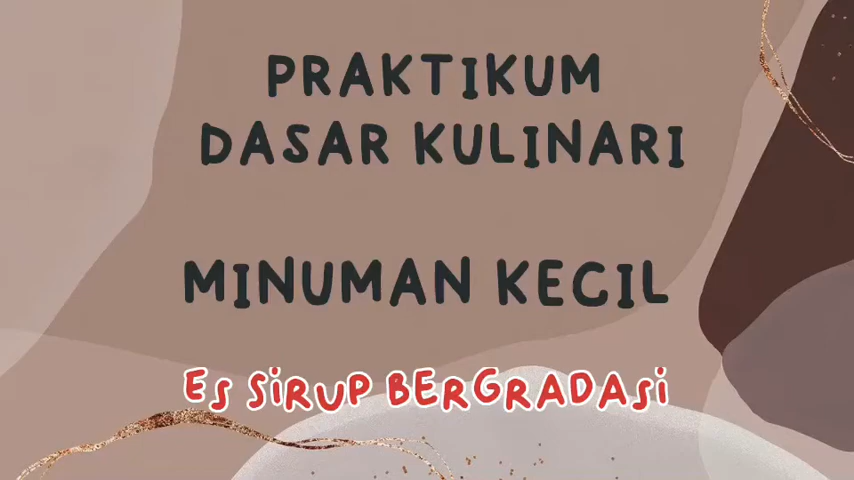 PRAKTIKUM
DASAR KULINARI
MINUMAN KECIL
ES SiRUP BERGRADASi